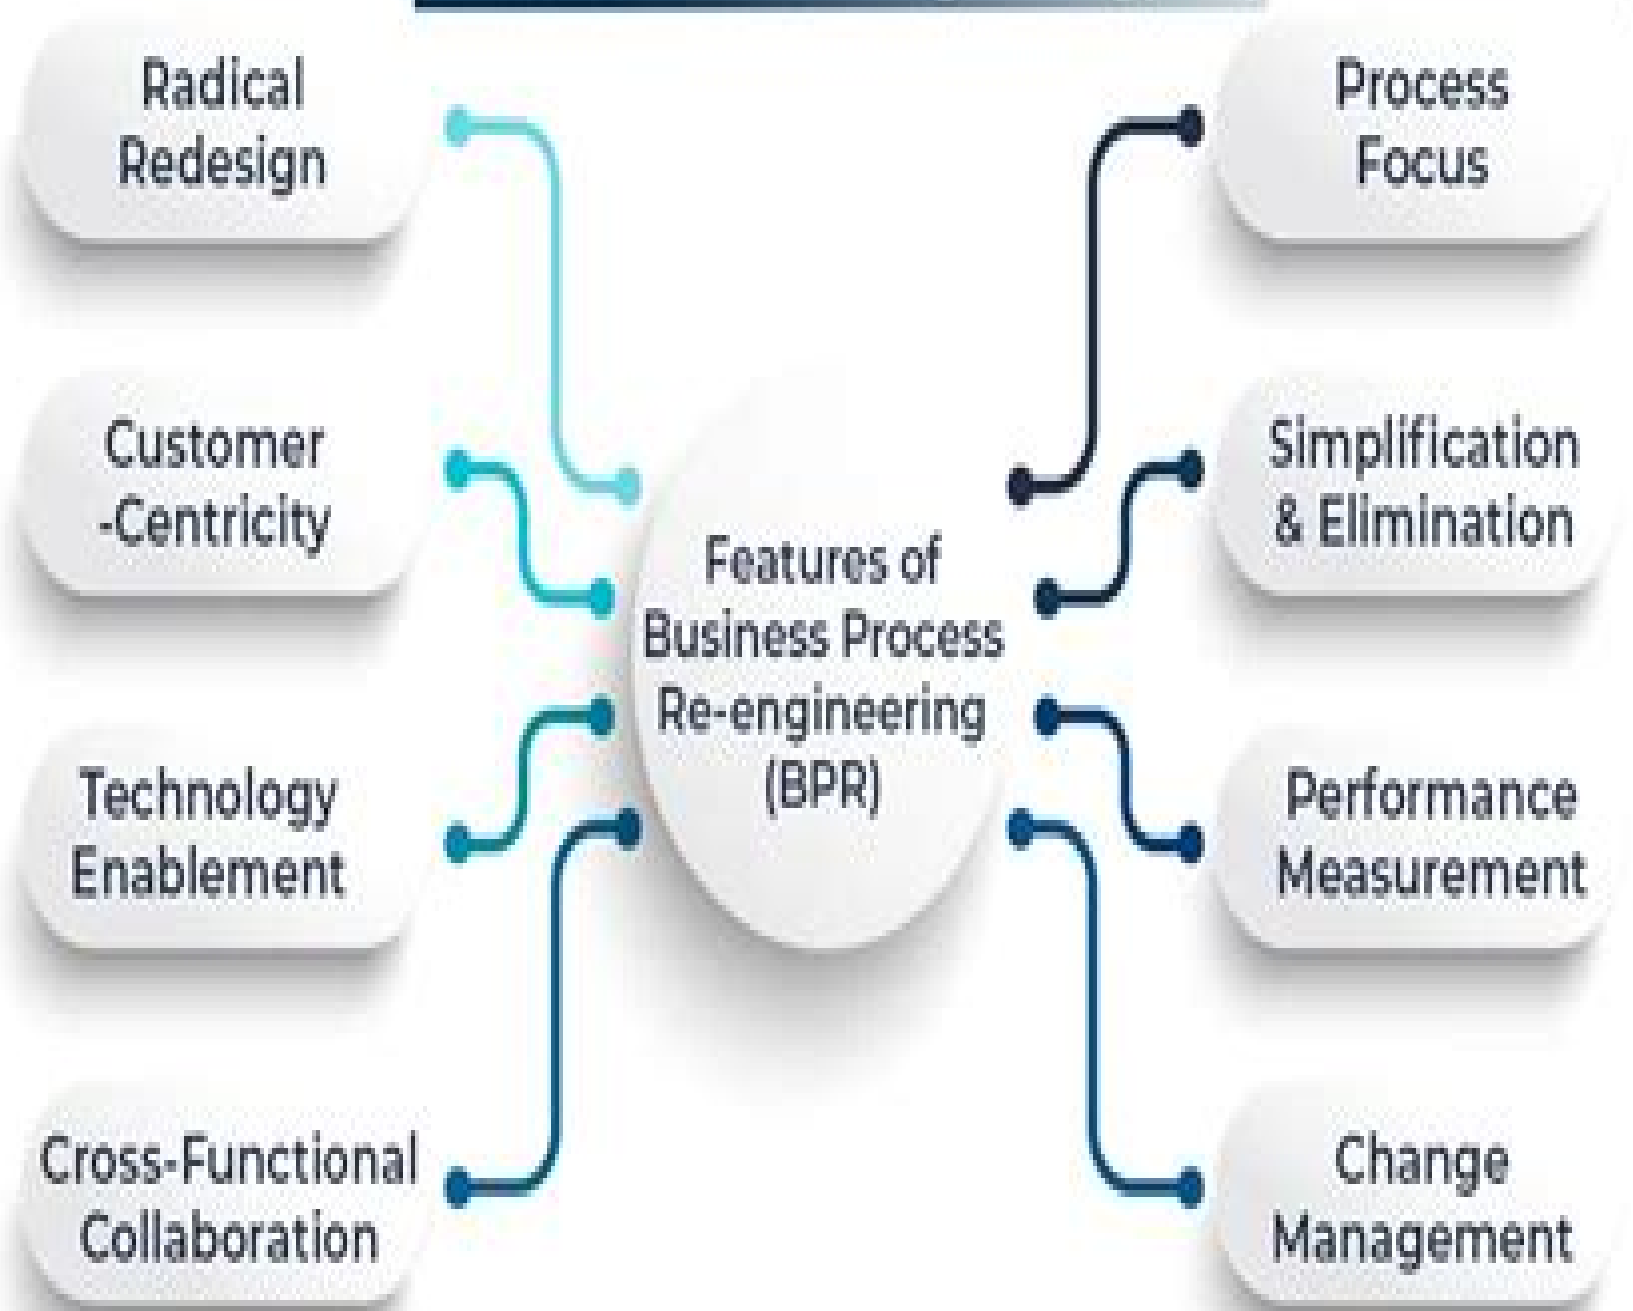 Radical
Redesign
Process
Focus
Customer
-Centricity
Simplification
& Elimination
Features of
Business Process
Re-engineering
(BPR)
Technology
Enablement
Performance
Measurement
Cross-Functional
Collaboration
Change
Management